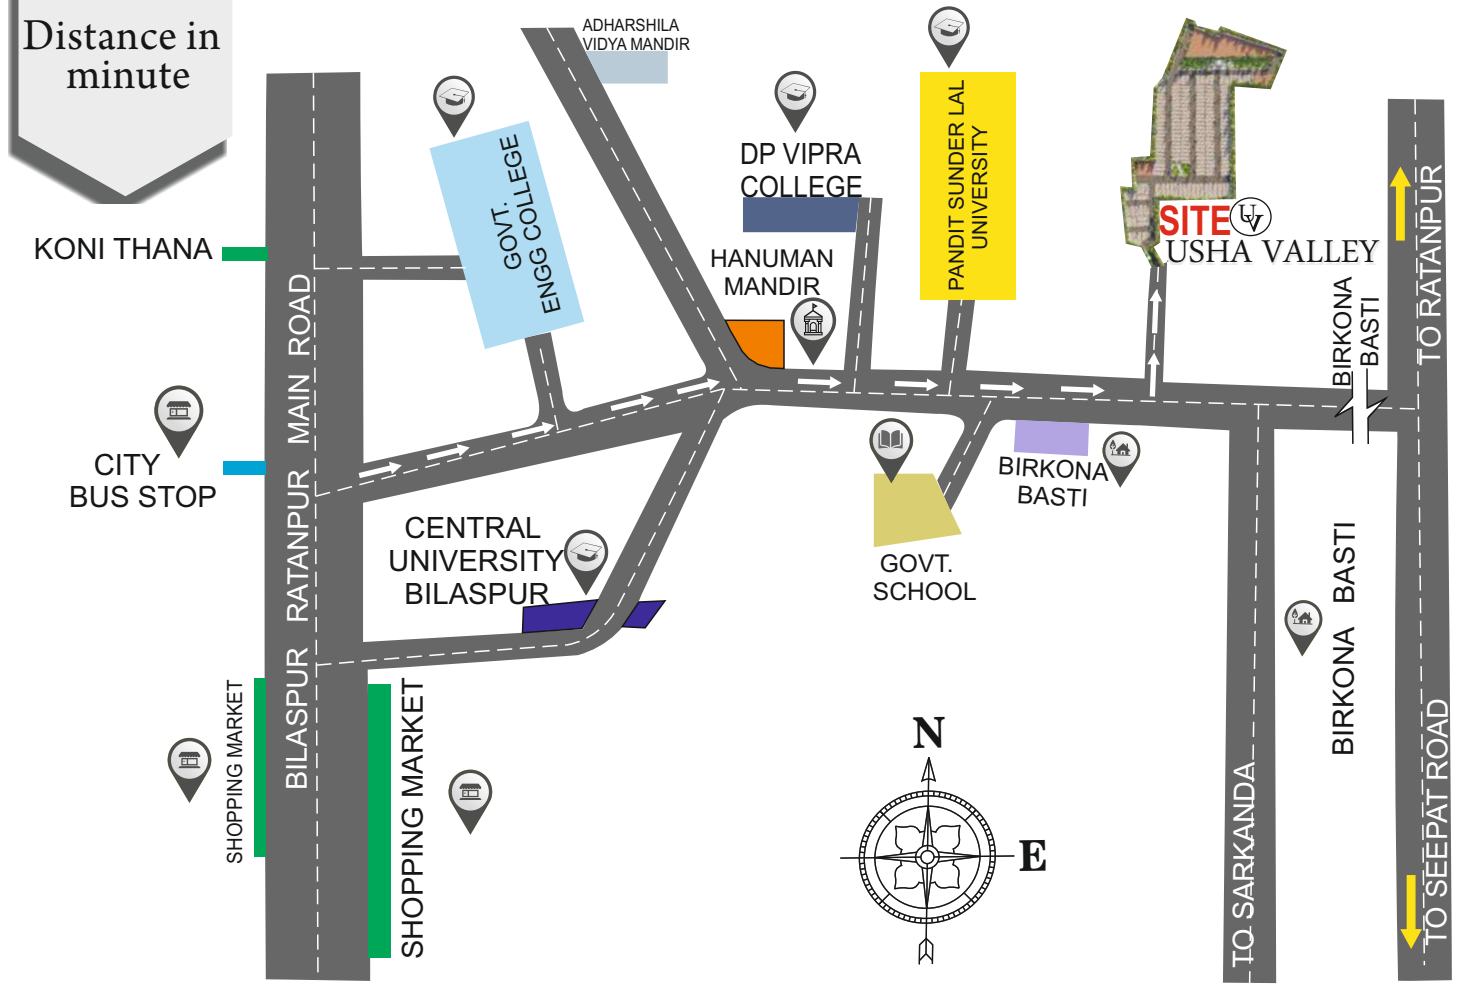 Distance in
minute
ADHARSHILA
VIDYA MANDIR
GOVT.
ENGG COLLEGE
DP VIPRA
COLLEGE
PANDIT SUNDER LAL
UNIVERSITY
SITE UV
USHA VALLEY
KONI THANA
HANUMAN
MANDIR
BIRKONA
BASTI
TO RATANPUR
CITY
BUS STOP
BILASPUR RATANPUR MAIN ROAD
CENTRAL
UNIVERSITY
BILASPUR
GOVT.
SCHOOL
BIRKONA
BASTI
BIRKONA BASTI
SHOPPING MARKET
SHOPPING MARKET
N
E
TO SARKANDA
TO SEEPAT ROAD